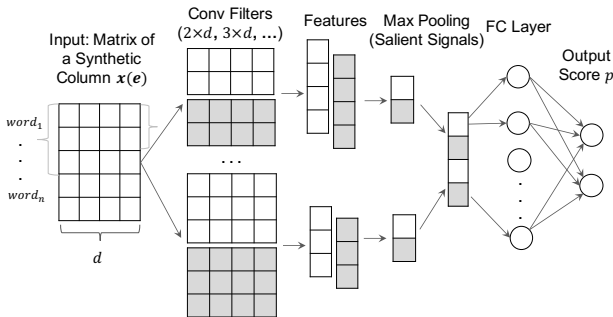 Input: Matrix of
a Synthetic
Column x(e)
Conv Filters
(2×d, 3×d, ...)
Features
Max Pooling
(Salient Signals)
FC Layer
Output
Score p
word1
.
.
.
wordn
d
...
. . .